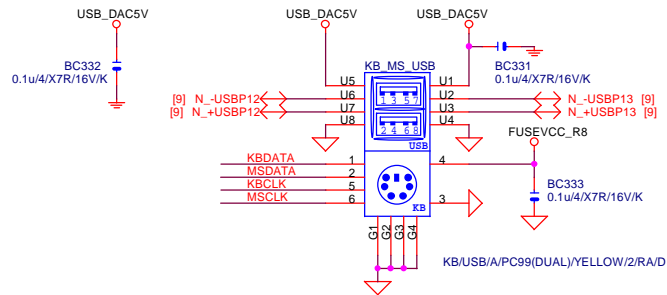 USB_DAC5V
USB_DAC5V
USB_DAC5V
BC332
0.1u/4/X7R/16V/K
KB_MS_USB
BC331
0.1u/4/X7R/16V/K
U5
U1
[9] N_-USBP12
U6
1 3 5 7
U2
N_-USBP13 [9]
[9] N_+USBP12
U7
U3
N_+USBP13 [9]
U8
2 4 6 8
U4
USB
FUSEVCC_R8
KBDATA
1
4
MSDATA
2
KBCLK
5
MSCLK
6
3
KB
BC333
0.1u/4/X7R/16V/K
G1
G2
G3
G4
KB/USB/A/PC99(DUAL)/YELLOW/2/RA/D